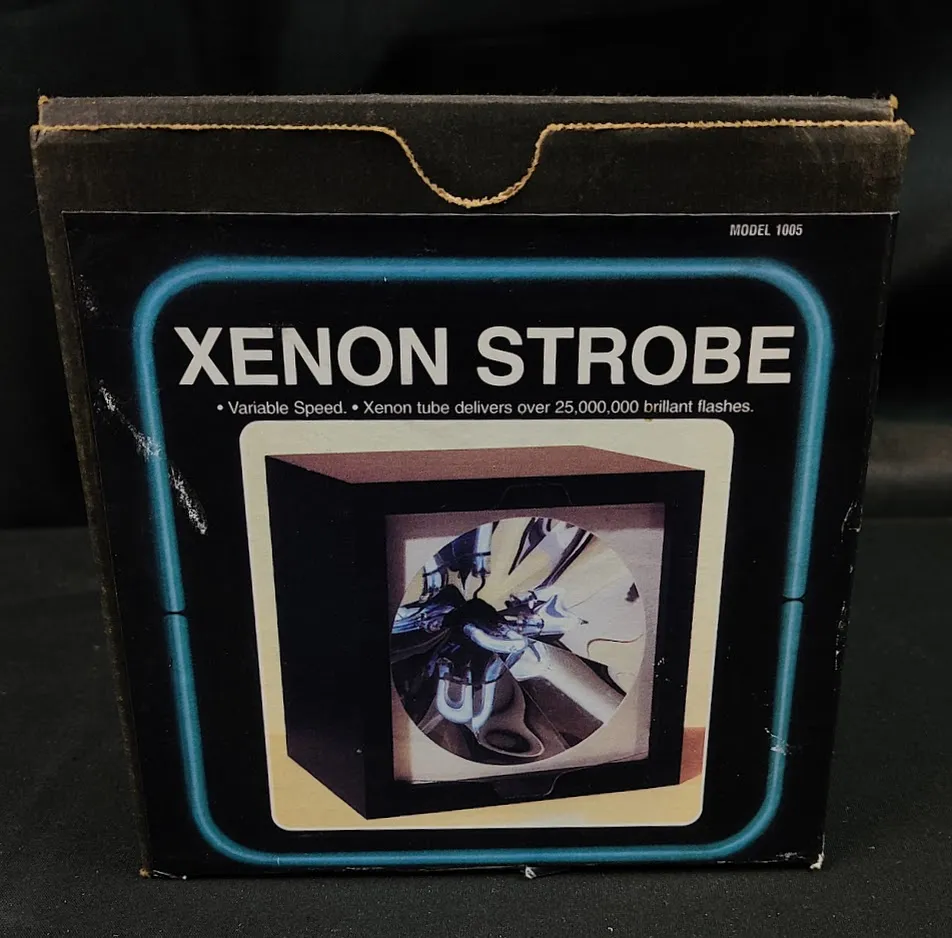 MODEL 1005
XENON STROBE
• Variable Speed. • Xenon tube delivers over 25,000,000 brillant flashes.